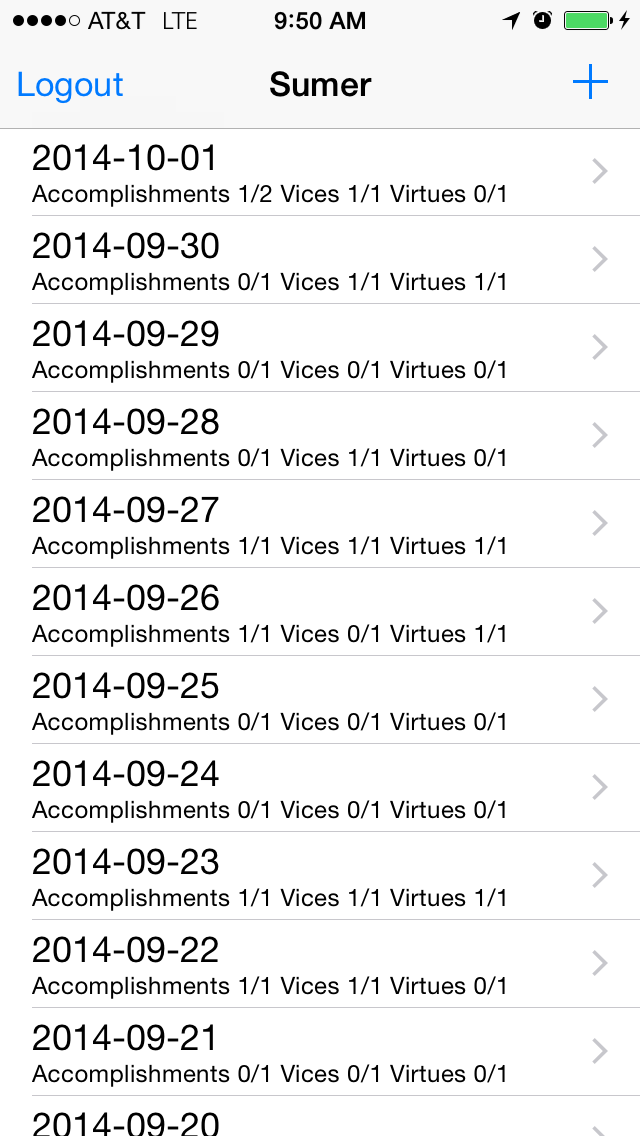 AT&T LTE 9:50 AM
Logout Sumer
2014-10-01
Accomplishments 1/2 Vices 1/1 Virtues 0/1
2014-09-30
Accomplishments 0/1 Vices 1/1 Virtues 1/1
2014-09-29
Accomplishments 0/1 Vices 0/1 Virtues 0/1
2014-09-28
Accomplishments 0/1 Vices 1/1 Virtues 0/1
2014-09-27
Accomplishments 1/1 Vices 1/1 Virtues 1/1
2014-09-26
Accomplishments 1/1 Vices 0/1 Virtues 1/1
2014-09-25
Accomplishments 0/1 Vices 0/1 Virtues 0/1
2014-09-24
Accomplishments 0/1 Vices 0/1 Virtues 0/1
2014-09-23
Accomplishments 1/1 Vices 1/1 Virtues 1/1
2014-09-22
Accomplishments 1/1 Vices 1/1 Virtues 0/1
2014-09-21
Accomplishments 0/1 Vices 0/1 Virtues 0/1
2014-09-20